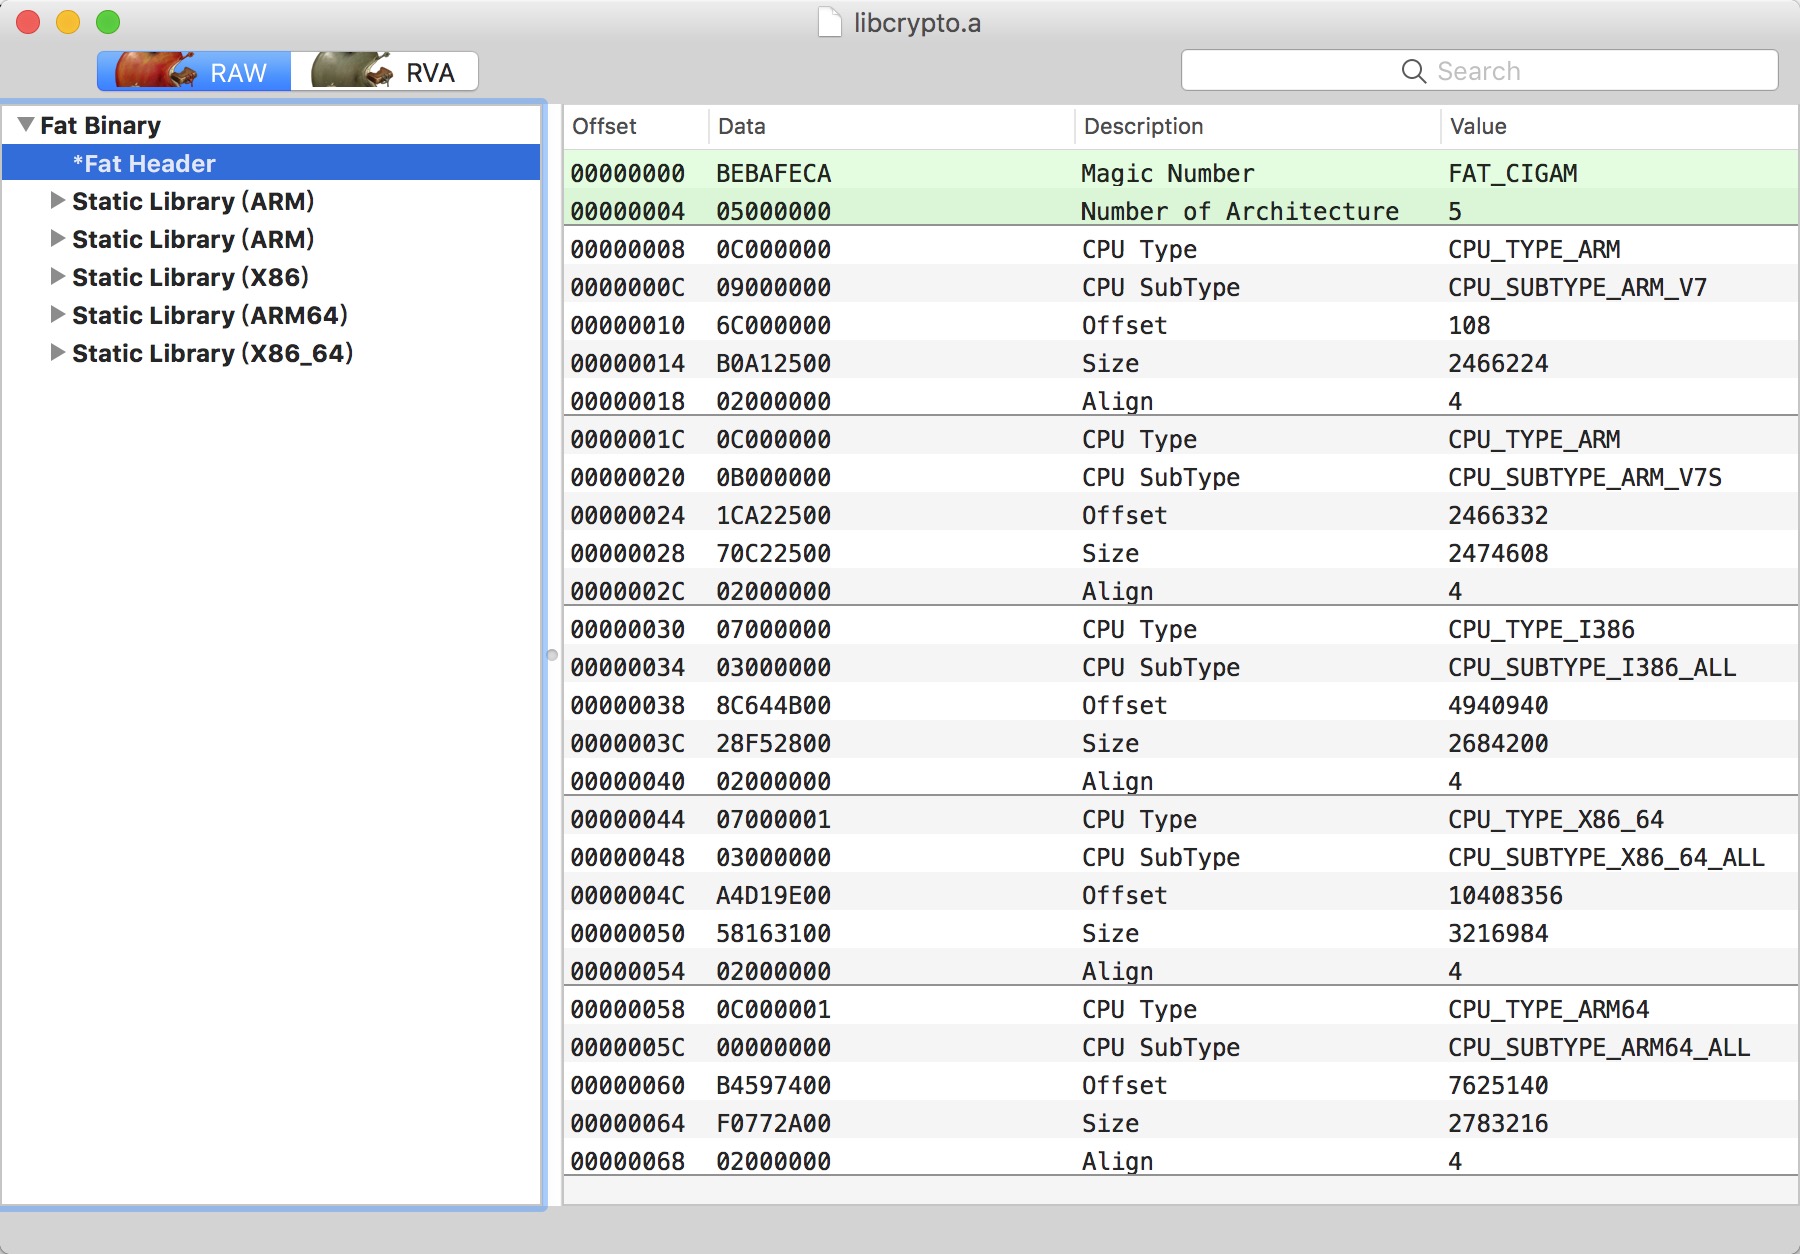 libcrypto.a
RAW RVA Search
Fat Binary
*Fat Header
Static Library (ARM)
Static Library (ARM)
Static Library (X86)
Static Library (ARM64)
Static Library (X86_64)
Offset Data Description Value
00000000 BEBAFECA Magic Number FAT_CIGAM
00000004 05000000 Number of Architecture 5
00000008 0C000000 CPU Type CPU_TYPE_ARM
0000000C 09000000 CPU SubType CPU_SUBTYPE_ARM_V7
00000010 6C000000 Offset 108
00000014 B0A12500 Size 2466224
00000018 02000000 Align 4
0000001C 0C000000 CPU Type CPU_TYPE_ARM
00000020 0B000000 CPU SubType CPU_SUBTYPE_ARM_V7S
00000024 1CA22500 Offset 2466332
00000028 70C22500 Size 2474608
0000002C 02000000 Align 4
00000030 07000000 CPU Type CPU_TYPE_I386
00000034 03000000 CPU SubType CPU_SUBTYPE_I386_ALL
00000038 8C644B00 Offset 4940940
0000003C 28F52800 Size 2684200
00000040 02000000 Align 4
00000044 07000001 CPU Type CPU_TYPE_X86_64
00000048 03000000 CPU SubType CPU_SUBTYPE_X86_64_ALL
0000004C A4D19E00 Offset 10408356
00000050 58163100 Size 3216984
00000054 02000000 Align 4
00000058 0C000001 CPU Type CPU_TYPE_ARM64
0000005C 00000000 CPU SubType CPU_SUBTYPE_ARM64_ALL
00000060 B4597400 Offset 7625140
00000064 F0772A00 Size 2783216
00000068 02000000 Align 4